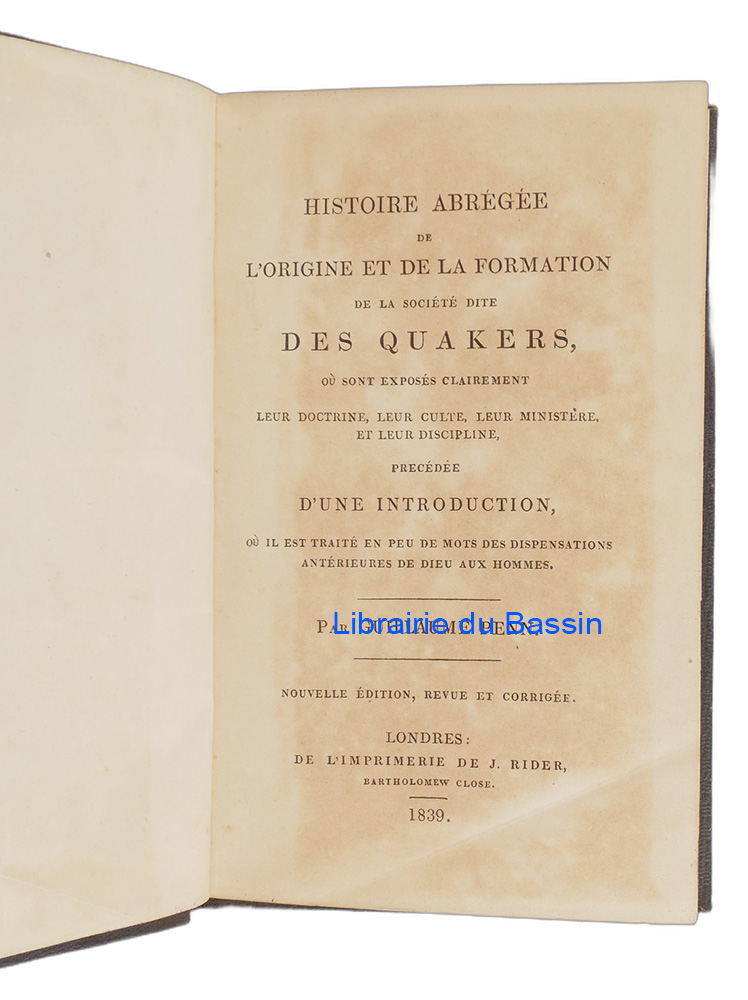 HISTOIRE ABRÉGÉE
DE
L'ORIGINE ET DE LA FORMATION
DE LA SOCIÉTÉ DITE
DES QUAKERS,
OÙ SONT EXPOSÉS CLAIREMENT
LEUR DOCTRINE, LEUR CULTE, LEUR MINISTÈRE,
ET LEUR DISCIPLINE,
PRECÉDÉE
D'UNE INTRODUCTION,
OÙ IL EST TRAITÉ EN PEU DE MOTS DES DISPENSATIONS
ANTÉRIEURES DE DIEU AUX HOMMES.
PAR GUILLAUME PENN.
Librairie du Bassin
NOUVELLE ÉDITION, REVUE ET CORRIGÉE.
LONDRES:
DE L'IMPRIMERIE DE J. RIDER,
BARTHOLOMEW CLOSE.
1839.